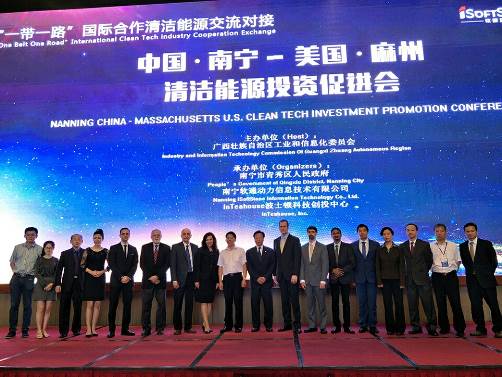 "一带一路"国际合作清洁能源交流对接
One Belt One Road" International Clean Tech Industry Cooperation Exchange
iSoftS
中国·南宁－美国·麻州
清洁能源投资促进会
NANNING CHINA - MASSACHUSETTS U.S. CLEAN TECH INVESTMENT PROMOTION CONFERE
主办单位（Host）：
广西壮族自治区工业和信息化委员会
Industry and Information Technology Commission Of Guangxi Zhuang Autonomous Region
承办单位（Organizers）：
南宁市青秀区人民政府
People's Government of Qingxiu District, Nanning City
南宁软通动力信息技术有限公司
Nanning iSoftStone Information Technology Co., Ltd.
InTeahouse波士顿科技创投中心
InTeahouse, Inc.
iSoftS